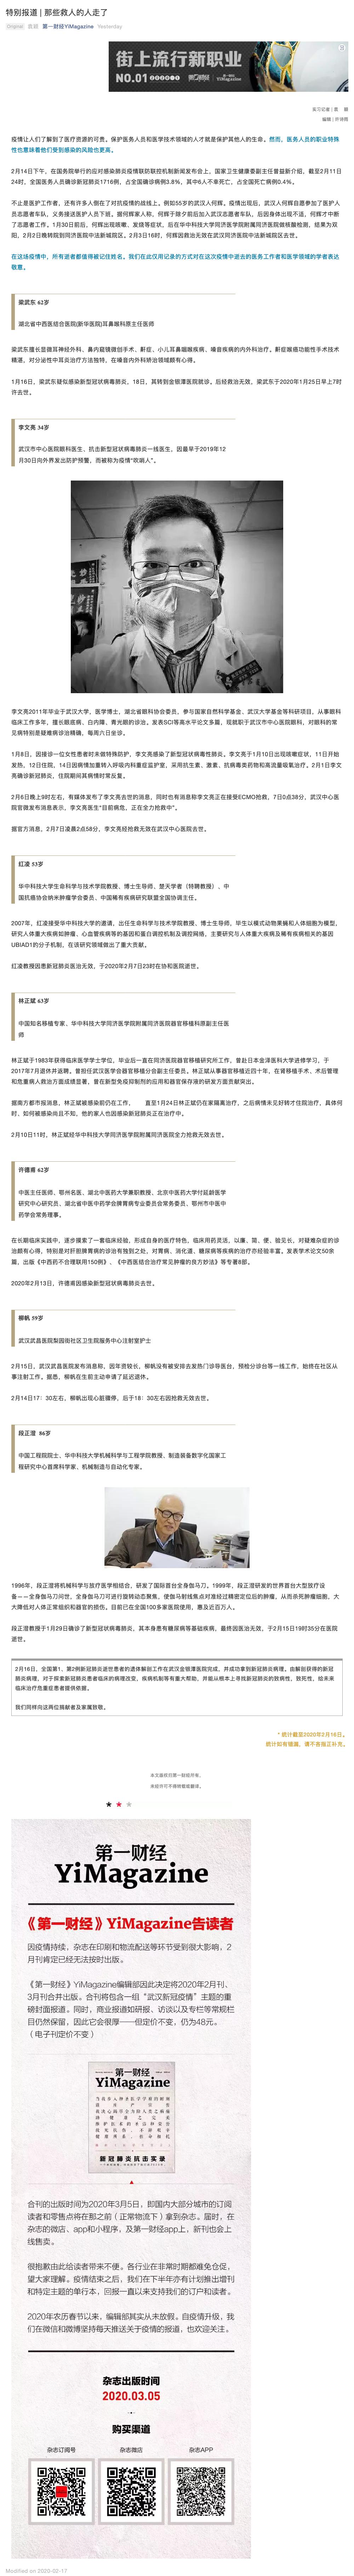 特别报道 | 那些救人的人走了
Original
第一财经YiMagazine Yesterday
街上流行新职业
NO.01
YiMagazine
实习记者 |
编辑 | 许诗雨
疫情让人们了解到了医疗资源的可贵。保护医务人员和医学技术领域的人才就是保护其他人的生命。然而，医务人员的职业特殊
性也意味着他们受到感染的风险也更高。
2月14日下午，在国务院举行的应对感染肺炎疫情联防联控机制新闻发布会上，国家卫生健康委副主任曾益新介绍，截至2月11日
24时，全国医务人员确诊新冠肺炎1716例，占全国确诊病例3.8%，其中6人不幸死亡，占全国死亡病例0.4%。
不止是医护工作者，还有许多人倒在了对抗疫情的战线上。例如55岁的武汉人何辉。疫情出现后，武汉人何辉自愿参加了医护人
员志愿者车队，义务接送医护人员下班。据何辉家人称，何辉于除夕前后加入武汉志愿者车队，后因身体出现不适，何辉才中断
了志愿者工作。1月30日前后，何辉出现咳嗽、发烧等症状，后在华中科技大学同济医学院附属同济医院做核酸检测，结果为双
阳，2月2日晚转院到同济医院中法新城院区。2月3日16时，何辉因救治无效在武汉同济医院中法新城院区去世。
在这场疫情中，所有逝者都值得被记住姓名。我们在此仅用记录的方式对在这次疫情中逝去的医务工作者和医学领域的学者表达
敬意。
梁武东 62岁
湖北省中西医结合医院(新华医院)耳鼻喉科原主任医师
梁武东擅长显微耳神经外科、鼻内窥镜微创手术、鼾症、小儿耳鼻咽喉疾病、嗓音疾病的内外科治疗。鼾症喉癌功能性手术技术
精湛，对分泌性中耳炎治疗方法独特，在嗓音内外科矫治领域颇有心得。
1月16日，梁武东疑似感染新型冠状病毒肺炎，18日，其转到金银潭医院就诊。后经救治无效，梁武东于2020年1月25日早上7时
许去世。
李文亮 34岁
武汉市中心医院眼科医生，抗击新型冠状病毒肺炎一线医生，因最早于2019年12
月30日向外界发出防护预警，而被称为疫情“吹哨人”。
李文亮2011年毕业于武汉大学，医学博士，湖北省眼科协会委员，参与国家自然科学基金、武汉大学基金等科研项目，从事眼科
临床工作多年，擅长眼底病、白内障、青光眼的诊治。发表SCI等高水平论文多篇，现就职于武汉市中心医院眼科，对眼科的常
见病特别是疑难病诊治精确，每周六日坐诊。
1月8日，因接诊一位女性患者时未做特殊防护，李文亮感染了新型冠状病毒性肺炎。李文亮于1月10日出现咳嗽症状，11日开始
发热，12日住院，14日因病情加重转入呼吸内科重症监护室，采用抗生素、激素、抗病毒类药物和高流量吸氧治疗。2月1日李文
亮确诊新冠肺炎，住院期间其病情时常反复。
2月6日晚上9时左右，有媒体发布了李文亮去世的消息，同时也有消息称李文亮正在接受ECMO抢救，7日0点38分，武汉中心医
院官微发布消息表示，李文亮医生“目前病危，正在全力抢救中”。
据官方消息，2月7日凌晨2点58分，李文亮经抢救无效在武汉中心医院去世。
红凌 53岁
华中科技大学生命科学与技术学院教授、博士生导师、楚天学者（特聘教授）、中
国抗癌协会纳米肿瘤学会委员、中国稀有疾病研究联盟全国协调主任。
2007年，红凌接受华中科技大学的邀请，出任生命科学与技术学院教授、博士生导师，毕生以模式动物果蝇和人体细胞为模型，
研究人体重大疾病如肿瘤、心血管疾病等的基因和蛋白调控机制及调控网络，主要研究与人体重大疾病及稀有疾病相关的基因
UBIAD1的分子机制，在该研究领域做出了重大贡献。
红凌教授因患新冠肺炎医治无效，于2020年2月7日23时在协和医院逝世。
林正斌 63岁
中国知名移植专家、华中科技大学同济医学院附属同济医院器官移植科原副主任医
师
林正斌于1983年获得临床医学学士学位，毕业后一直在同济医院器官移植研究所工作，曾赴日本金泽医科大学进修学习，于
2017年7月退休并返聘。曾担任武汉医学会器官移植分会副主任委员。林正斌从事器官移植近四十年，在肾移植手术、术后管理
和危重病人救治方面成绩显著，曾在新型免疫抑制剂的应用和器官保存液的研发方面贡献突出。
据南方都市报消息，林正斌被感染前仍在工作， 直至1月24日林正斌仍在家隔离治疗，之后病情未见好转才住院治疗，具体何
时、如何被感染尚且不知，他的家人也因感染新冠肺炎正在治疗中。
2月10日11时，林正斌经华中科技大学同济医学院附属同济医院全力抢救无效去世。
许德甫 62岁
中医主任医师、鄂州名医、湖北中医药大学兼职教授、北京中医药大学付延龄医学
研究中心研究员、湖北省中医中药学会脾胃病专业委员会常务委员、鄂州市中医中
药学会常务理事。
在长期临床实践中，逐步摸索了一套临床经验，形成自身的医疗特色，临床用药灵活，以廉、简、便、验见长，对疑难杂症的诊
治颇有心得，特别是对肝胆脾胃病的诊治有独到之处，对胃病、消化道、糖尿病等疾病的治疗亦经验丰富。发表学术论文50余
篇，出版《中西药不合理联用150例》、《中西医结合治疗常见肿瘤的良方妙法》等专著8部。
2020年2月13日，许德甫因感染新型冠状病毒肺炎去世。
柳帆 59岁
武汉武昌医院梨园街社区卫生院服务中心注射室护士
2月15日，武汉武昌医院发布消息称，因年资较长，柳帆没有被安排去发热门诊导医台、预检分诊台等一线工作，始终在社区从
事注射工作。据悉，柳帆在生前主动申请了延迟退休。
2月14日17：30左右，柳帆出现心脏骤停，后于18：30左右因抢救无效去世。
段正澄 86岁
中国工程院院士，华中科技大学机械科学与工程学院教授、制造装备数字化国家工
程研究中心首席科学家、机械制造与自动化专家。
1996年，段正澄将机械科学与放疗医学相结合，研发了国际首台全身伽马刀。1999年，段正澄研发的世界首台大型放疗设
备——全身伽马刀问世，全身伽马刀可进行旋转动态聚焦，使伽马射线焦点对准经过精密定位后的肿瘤，从而杀死肿瘤细胞，大
大降低对人体正常组织和器官的损伤。目前已在全国100多家医院使用，惠及近百万人。
段正澄教授于1月29日确诊了新型冠状病毒肺炎，其本身患有糖尿病等基础疾病，最终因医治无效，于2月15日19时35分在医院
逝世。
2月16日，全国第1、第2例新冠肺炎逝世患者的遗体解剖工作在武汉金银潭医院完成，并成功拿到新冠肺炎病理。由解剖获得的新冠
肺炎病理，对于探索新冠肺炎患者临床的病理改变、疾病机制等有重大帮助，并能从根本上寻找新冠肺炎的致病性、致死性，给未来
临床治疗危重症患者提供依据。
我们同样向这两位捐献者及家属致敬。
* 统计截至2020年2月16日。
统计如有错漏，请不吝指正补充。
本文版权归第一财经所有，
未经许可不得转载或翻译。
第一财经
YiMagazine
《第一财经》YiMagazine告读者
因疫情持续，杂志在印刷和物流配送等环节受到很大影响，2
月刊肯定已经无法按时出版。
《第一财经》YiMagazine编辑部因此决定将2020年2月刊、
3月刊合并出版。合刊将包含一组“武汉新冠疫情”主题的重
磅封面报道。同时，商业报道如研报、访谈以及专栏等常规栏
目仍然保留，因此它会很厚——但定价不变，仍为48元。
（电子刊定价不变）
第一财经
YiMagazine
新冠肺炎抗击实录
合刊的出版时间为2020年3月5日，即国内大部分城市的订阅
读者和零售点将在那之前（正常物流下）拿到杂志。届时，在
杂志的微店、app和小程序，及第一财经app上，新刊也会上
线售卖。
很抱歉由此给读者带来不便。各行业在非常时期都难免仓促，
望大家理解。疫情结束之后，我们在下半年亦有计划推出增刊
和特定主题的单行本，回报一直以来支持我们的订户和读者。
2020年农历春节以来，编辑部其实从未放假。自疫情升级，我
们在微信和微博坚持每天推送关于疫情的报道，也欢迎关注。
杂志出版时间
2020.03.05
购买渠道
杂志订阅号 杂志微店 杂志APP
Modified on 2020-02-17